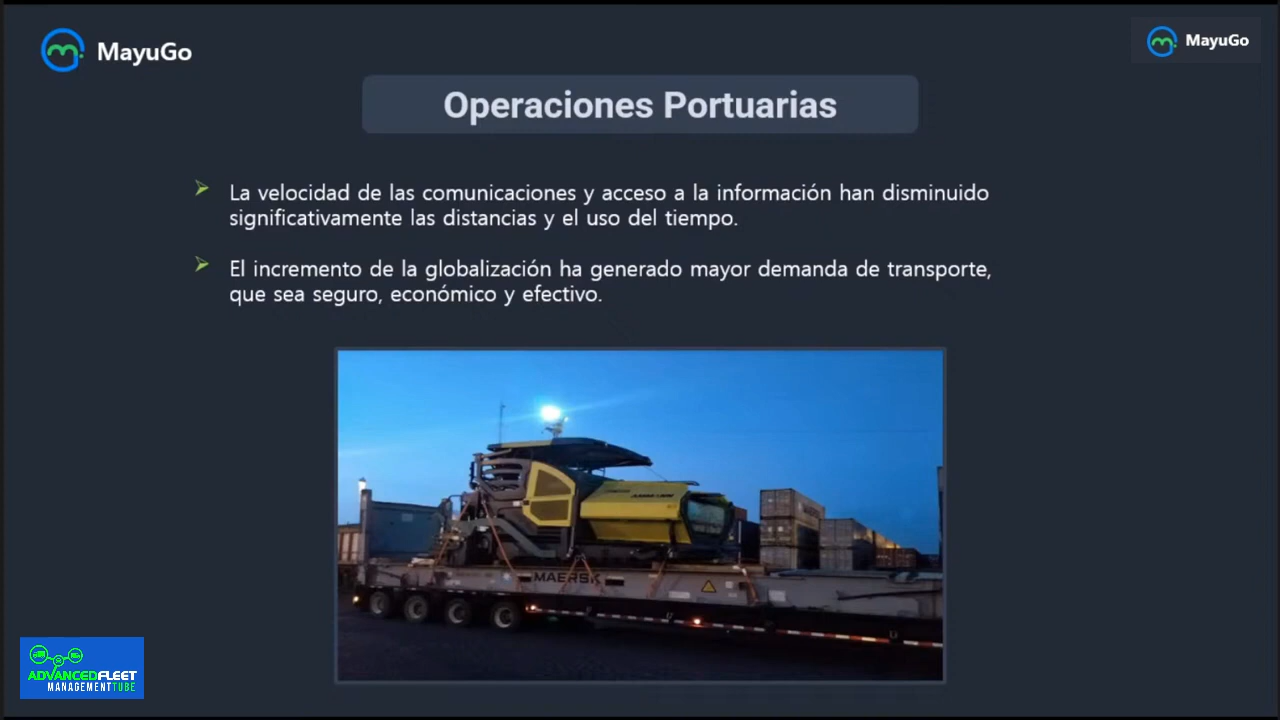 MayuGo
MayuGo
Operaciones Portuarias
La velocidad de las comunicaciones y acceso a la información han disminuido
significativamente las distancias y el uso del tiempo.
El incremento de la globalización ha generado mayor demanda de transporte,
que sea seguro, económico y efectivo.
MAERSK
ADVANCEDFLEET
MANAGEMENTTUBE